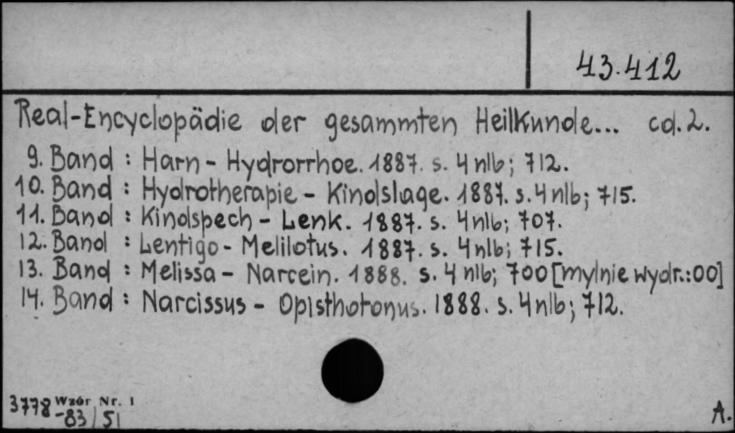 43.412
Real-Encyclopädie der gesammten Heilkunde... cd.2.
9. Band : Harn - Hydrorrhoe. 1887. s. 4 nlb; 712.
10. Band : Hydrotherapie - Kindslage. 1887. s. 4 nlb; 715.
11. Band : Kindspech - Lenk. 1887. s. 4 nlb; 707.
12. Band : Lentigo - Melilotus. 1887. s. 4 nlb; 715.
13. Band : Melissa - Narcein. 1888. s. 4 nlb; 700 [mylnie wydr.: 00]
14. Band : Narcissus - Opisthotonus. 1888. s. 4 nlb; 712.
3778-83/51
Wzór Nr. 1
A.